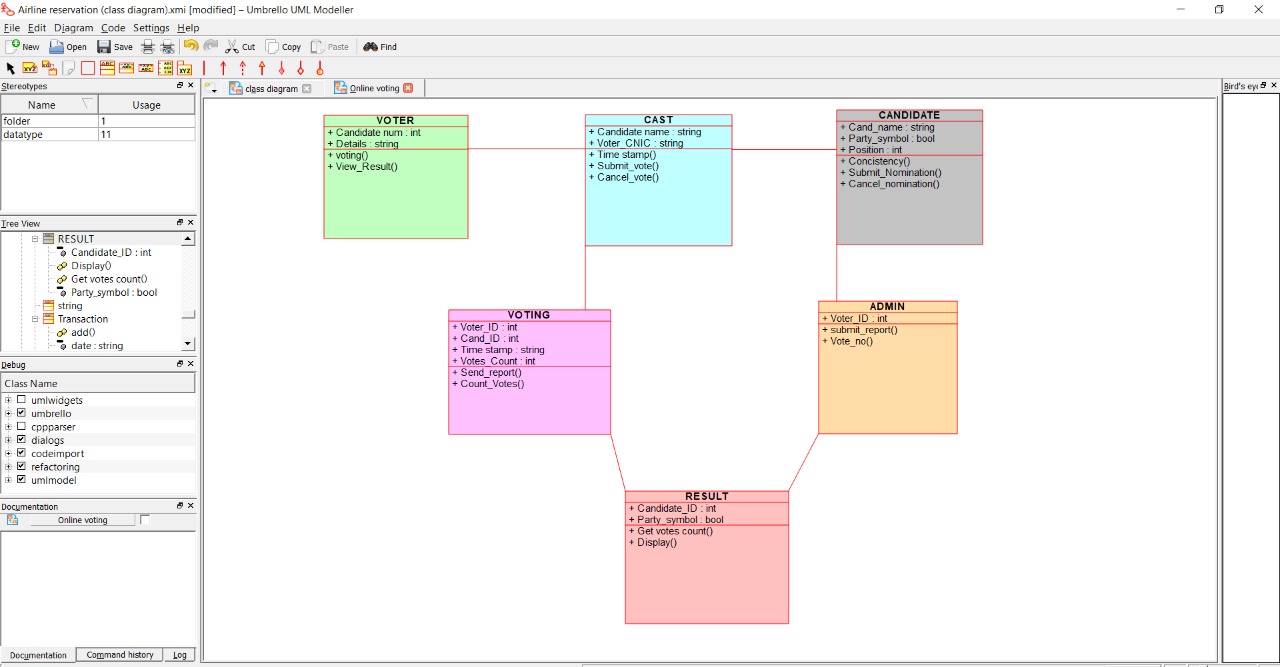 Airline reservation (class diagram).xmi [modified] – Umbrello UML Modeller
File Edit Diagram Code Settings Help
New Open Save Cut Copy Paste Find
Stereotypes
Name Usage
folder 1
datatype 11
Tree View
RESULT
Candidate_ID : int
Display()
Get votes count()
Party_symbol : bool
string
Transaction
add()
date : string
Debug
Class Name
umlwidgets
umbrello
cppparser
dialogs
codeimport
refactoring
umlmodel
Documentation
Online voting
Documentation Command history Log
class diagram Online voting
Bird's ey
VOTER
+ Candidate num : int
+ Details : string
+ voting()
+ View_Result()
CAST
+ Candidate name : string
+ Voter_CNIC : string
+ Time stamp()
+ Submit_vote()
+ Cancel_vote()
CANDIDATE
+ Cand_name : string
+ Party_symbol : bool
+ Position : int
+ Concistency()
+ Submit_Nomination()
+ Cancel_nomination()
VOTING
+ Voter_ID : int
+ Cand_ID : int
+ Time stamp : string
+ Votes_Count : int
+ Send_report()
+ Count_Votes()
ADMIN
+ Voter_ID : int
+ submit_report()
+ Vote_no()
RESULT
+ Candidate_ID : int
+ Party_symbol : bool
+ Get votes count()
+ Display()